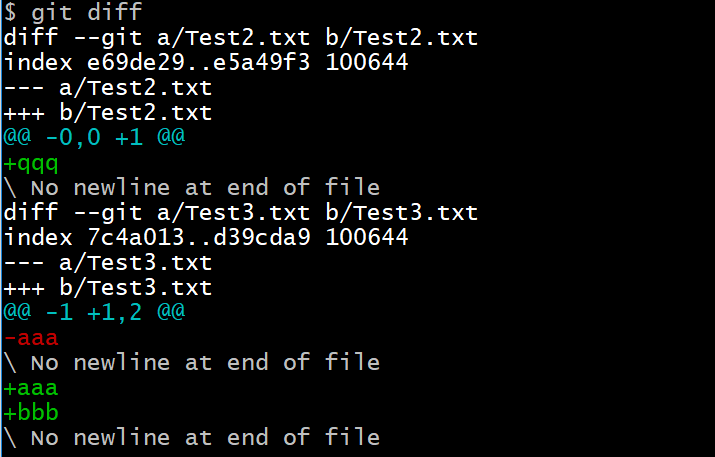 $ git diff
diff --git a/Test2.txt b/Test2.txt
index e69de29..e5a49f3 100644
--- a/Test2.txt
+++ b/Test2.txt
@@ -0,0 +1 @@
+qqq
\ No newline at end of file
diff --git a/Test3.txt b/Test3.txt
index 7c4a013..d39cda9 100644
--- a/Test3.txt
+++ b/Test3.txt
@@ -1 +1,2 @@
-aaa
\ No newline at end of file
+aaa
+bbb
\ No newline at end of file